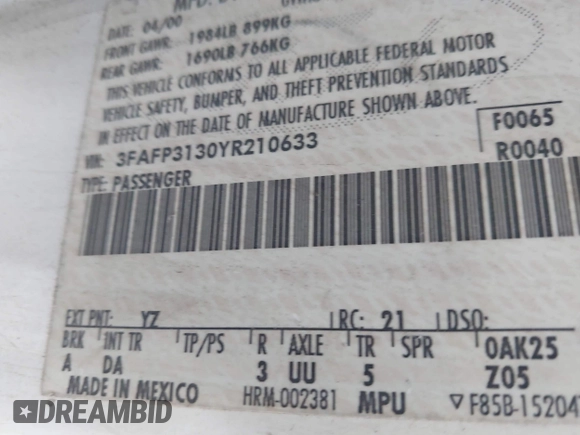 DATE: 04/00
FRONT GAWR: 1984LB 899KG
REAR GAWR: 1690LB 766KG
THIS VEHICLE CONFORMS TO ALL APPLICABLE FEDERAL MOTOR
VEHICLE SAFETY, BUMPER, AND THEFT PREVENTION STANDARDS
IN EFFECT ON THE DATE OF MANUFACTURE SHOWN ABOVE.
VIN: 3FAFP3130YR210633
F0065
TYPE: PASSENGER
R0040
EXT PNT: YZ RC: 21 DSO:
BRK INT TR TP/PS R AXLE TR SPR 0AK25
A DA 3 UU 5 Z05
MADE IN MEXICO HRM-002381 MPU ▽F85B-15204
RIDESAFELY